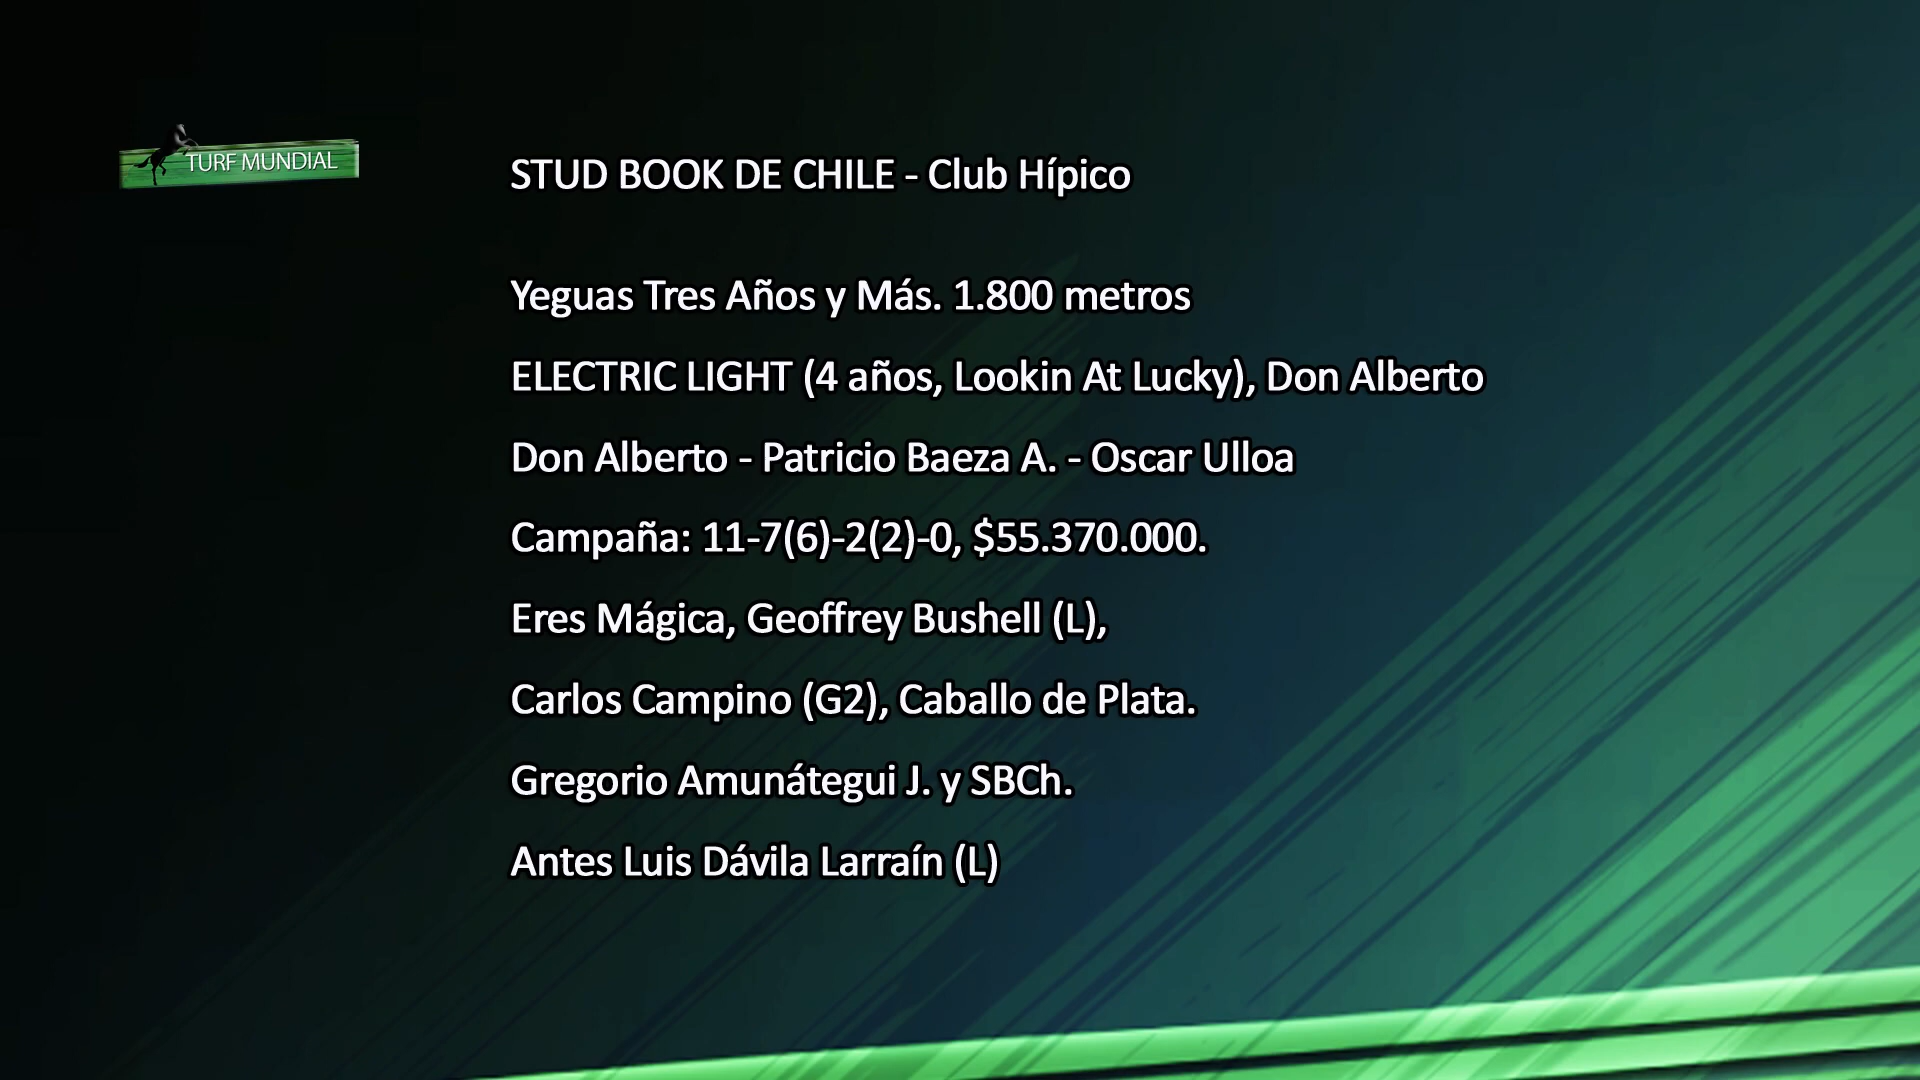 TURF MUNDIAL
STUD BOOK DE CHILE - Club Hípico
Yeguas Tres Años y Más. 1.800 metros
ELECTRIC LIGHT (4 años, Lookin At Lucky), Don Alberto
Don Alberto - Patricio Baeza A. - Oscar Ulloa
Campaña: 11-7(6)-2(2)-0, $55.370.000.
Eres Mágica, Geoffrey Bushell (L),
Carlos Campino (G2), Caballo de Plata.
Gregorio Amunátegui J. y SBCh.
Antes Luis Dávila Larraín (L)